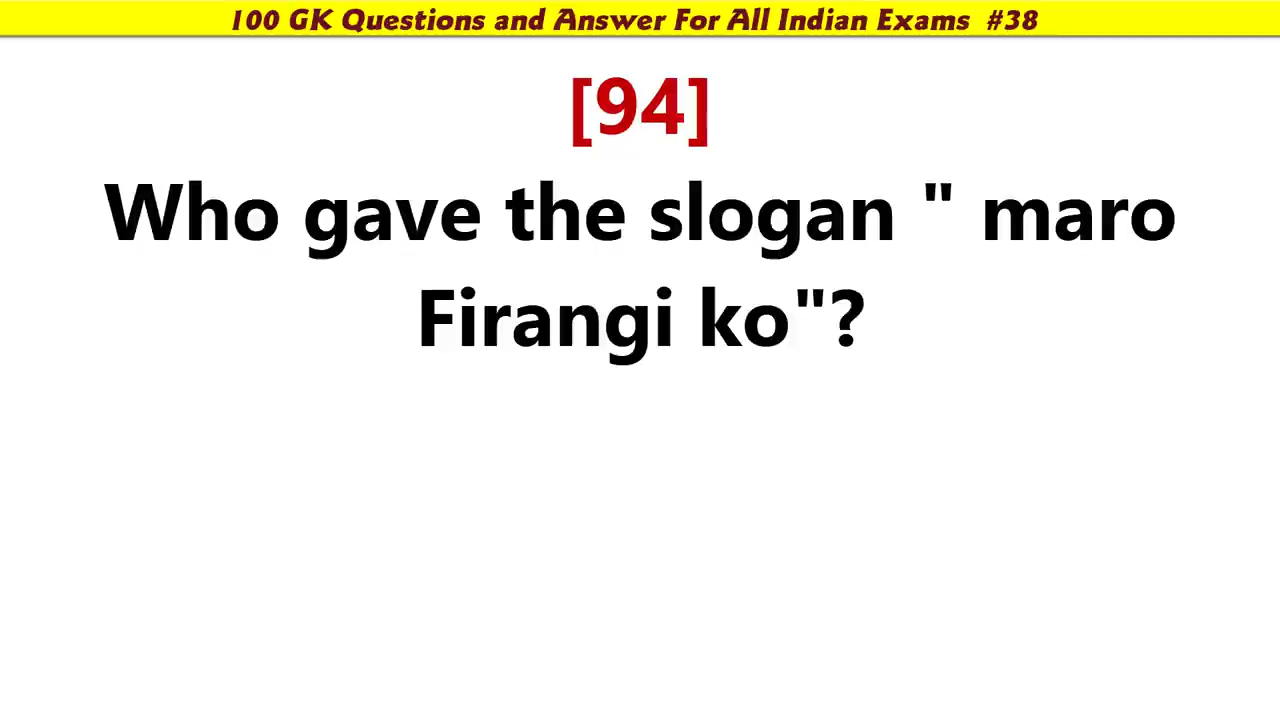 100 GK Questions and Answer For All Indian Exams #38
[94]
Who gave the slogan " maro
Firangi ko"?